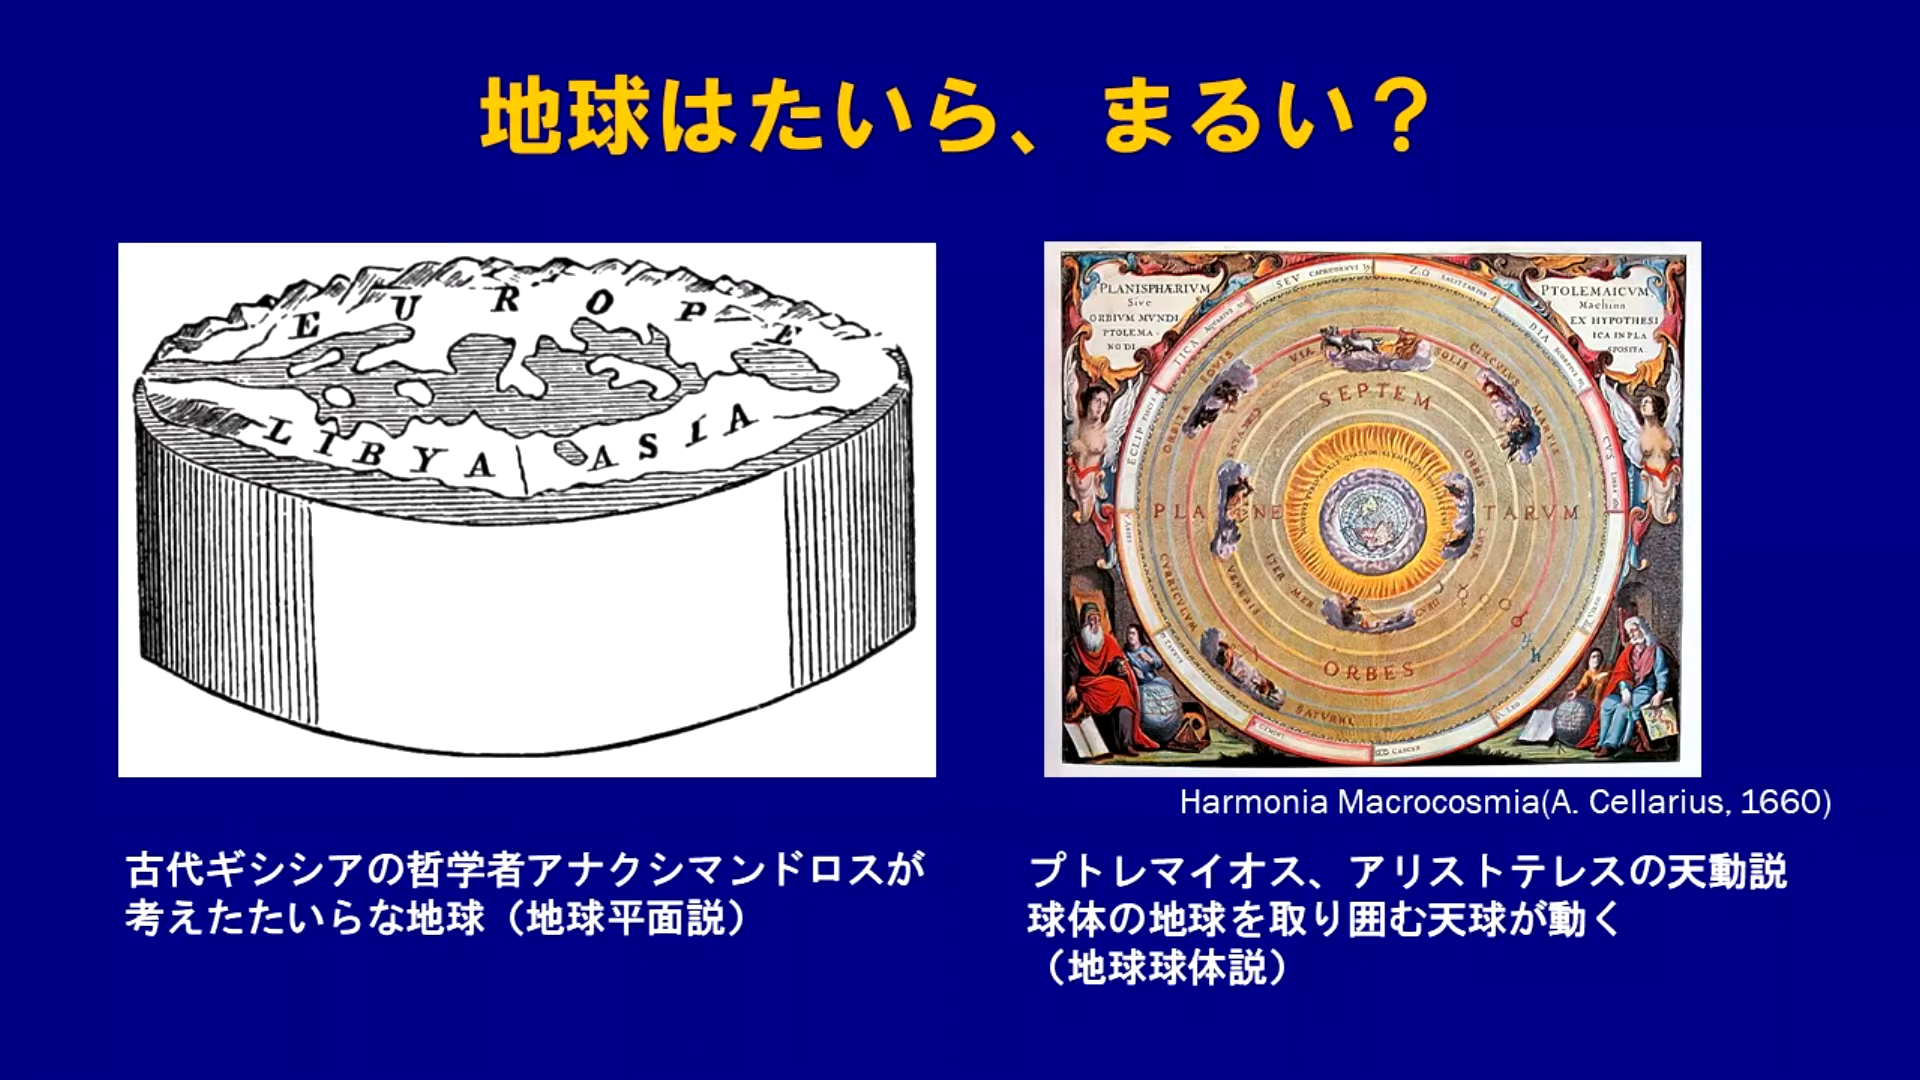 地球はたいら、まるい？
EUROPE
LIBYA ASIA
PLANISPHÆRIVM
Sive
ORBIVM MVNDI
PTOLEMAICVM,
EX HYPOTHESI
SEPTEM
PLANE TARVM
ORBES
Harmonia Macrocosmia(A. Cellarius, 1660)
古代ギシシアの哲学者アナクシマンドロスが
考えたたいらな地球（地球平面説）
プトレマイオス、アリストテレスの天動説
球体の地球を取り囲む天球が動く
（地球球体説）